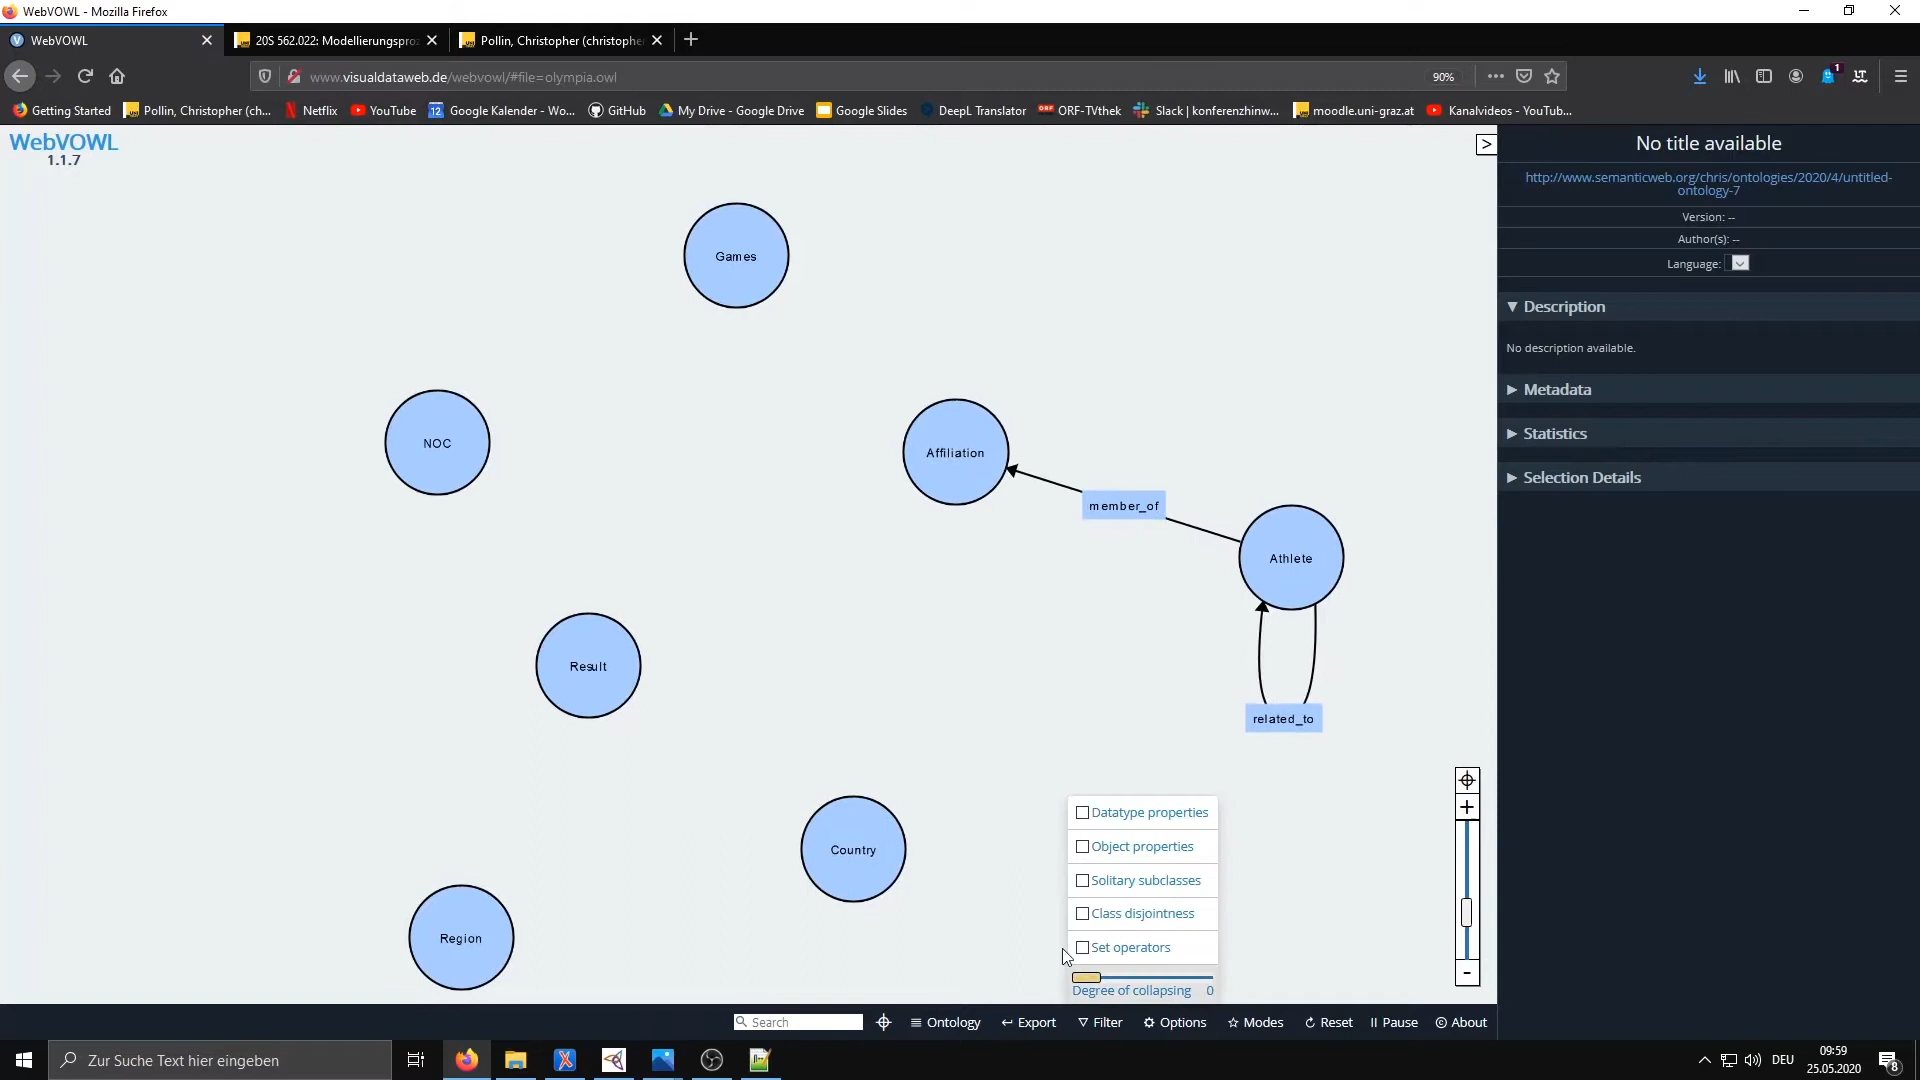 WebVOWL - Mozilla Firefox
WebVOWL
20S 562.022: Modellierungsproz
Pollin, Christopher (christophe
www.visualdataweb.de/webvowl/#file=olympia.owl
90%
1
Getting Started
Pollin, Christopher (ch...
Netflix
YouTube
12
Google Kalender - Wo...
GitHub
My Drive - Google Drive
Google Slides
DeepL Translator
ORF-TVthek
Slack | konferenzhinw...
moodle.uni-graz.at
Kanalvideos - YouTub...
WebVOWL
1.1.7
>
No title available
http://www.semanticweb.org/chris/ontologies/2020/4/untitled-
ontology-7
Version: --
Author(s): --
Language:
Description
No description available.
Metadata
Statistics
Selection Details
Games
NOC
Affiliation
member_of
Athlete
Result
related_to
Country
Region
Datatype properties
Object properties
Solitary subclasses
Class disjointness
Set operators
Degree of collapsing 0
+
-
Search
Ontology
Export
Filter
Options
Modes
Reset
Pause
About
Zur Suche Text hier eingeben
DEU
09:59
25.05.2020
8